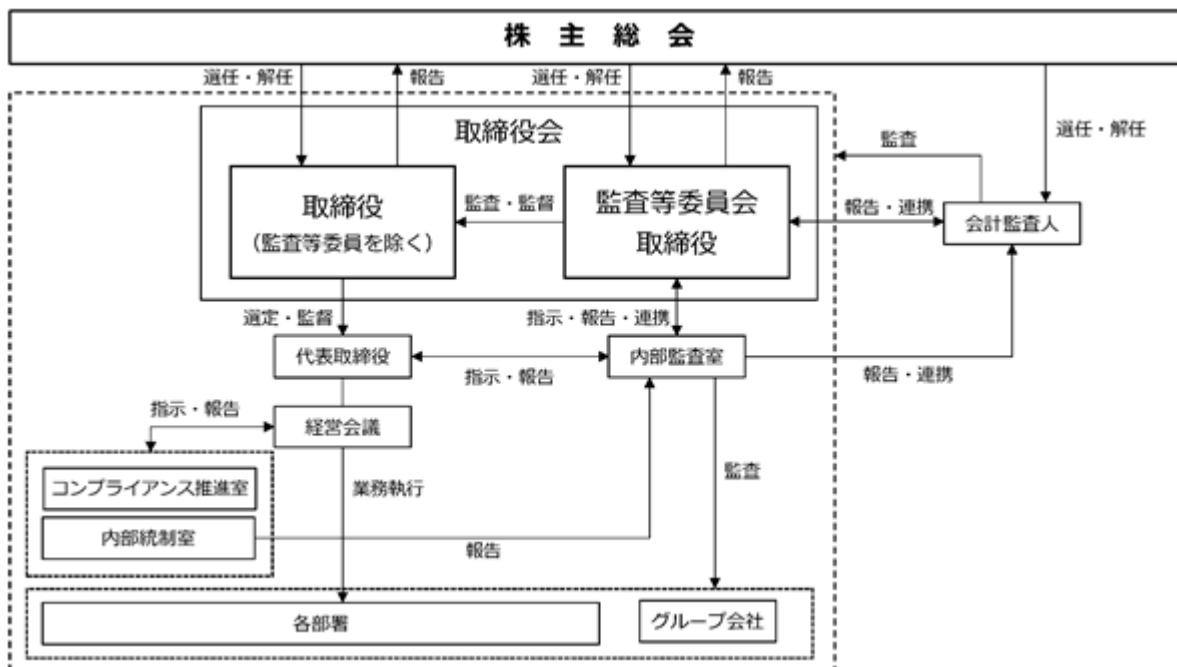 株 主 総 会
選任・解任
報告
選任・解任
報告
選任・解任
取締役会
監査
取締役
(監査等委員を除く)
監査・監督
監査等委員会
取締役
報告・連携
会計監査人
選定・監督
指示・報告・連携
代表取締役
指示・報告
内部監査室
報告・連携
指示・報告
経営会議
コンプライアンス推進室
業務執行
監査
内部統制室
報告
各部署
グループ会社